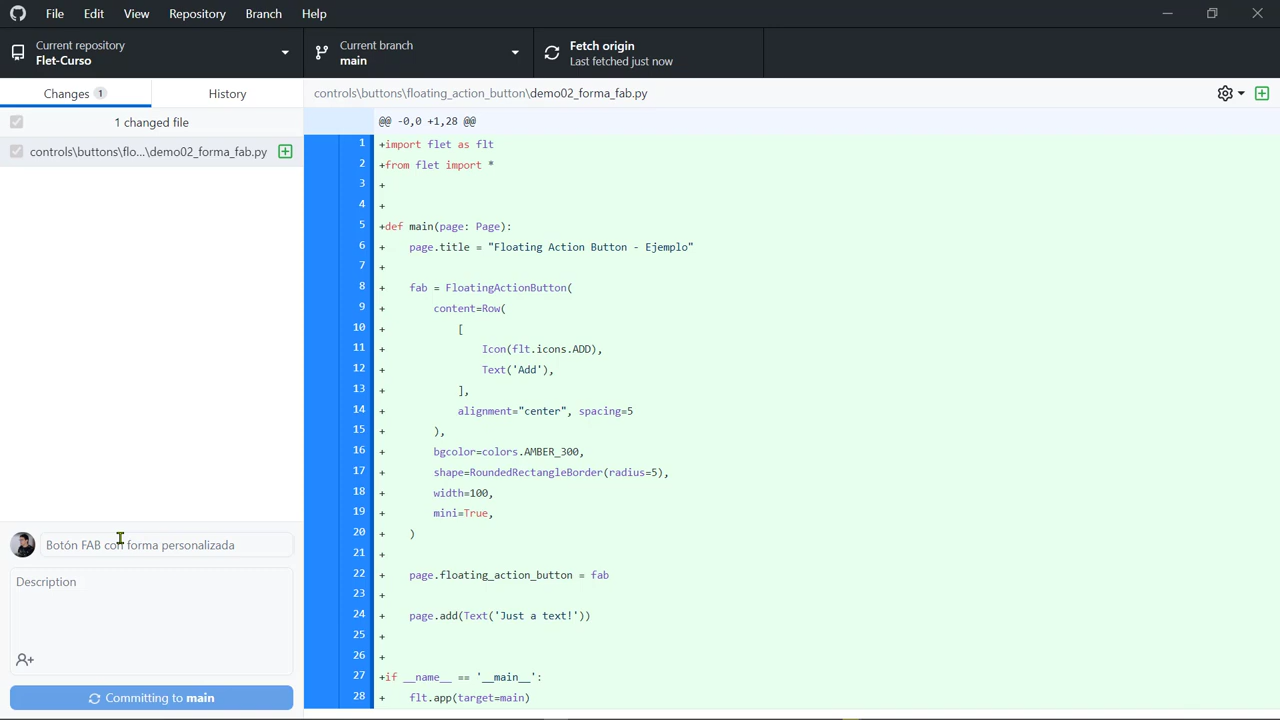 File Edit View Repository Branch Help
Current repository
Flet-Curso
Current branch
main
Fetch origin
Last fetched just now
Changes 1
History
controls\buttons\floating_action_button\demo02_forma_fab.py
1 changed file
controls\buttons\flo...\demo02_forma_fab.py
@@ -0,0 +1,28 @@
1 +import flet as flt
2 +from flet import *
3 +
4 +
5 +def main(page: Page):
6 +    page.title = "Floating Action Button - Ejemplo"
7 +
8 +    fab = FloatingActionButton(
9 +        content=Row(
10 +            [
11 +                Icon(flt.icons.ADD),
12 +                Text('Add'),
13 +            ],
14 +            alignment="center", spacing=5
15 +        ),
16 +        bgcolor=colors.AMBER_300,
17 +        shape=RoundedRectangleBorder(radius=5),
18 +        width=100,
19 +        mini=True,
20 +    )
21 +
22 +    page.floating_action_button = fab
23 +
24 +    page.add(Text('Just a text!'))
25 +
26 +
27 +if __name__ == '__main__':
28 +    flt.app(target=main)
Botón FAB con forma personalizada
Description
Committing to main